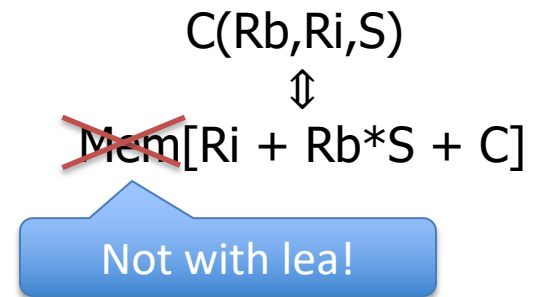 C(Rb,Ri,S)
⇕
Mem[Ri + Rb*S + C]
Not with lea!